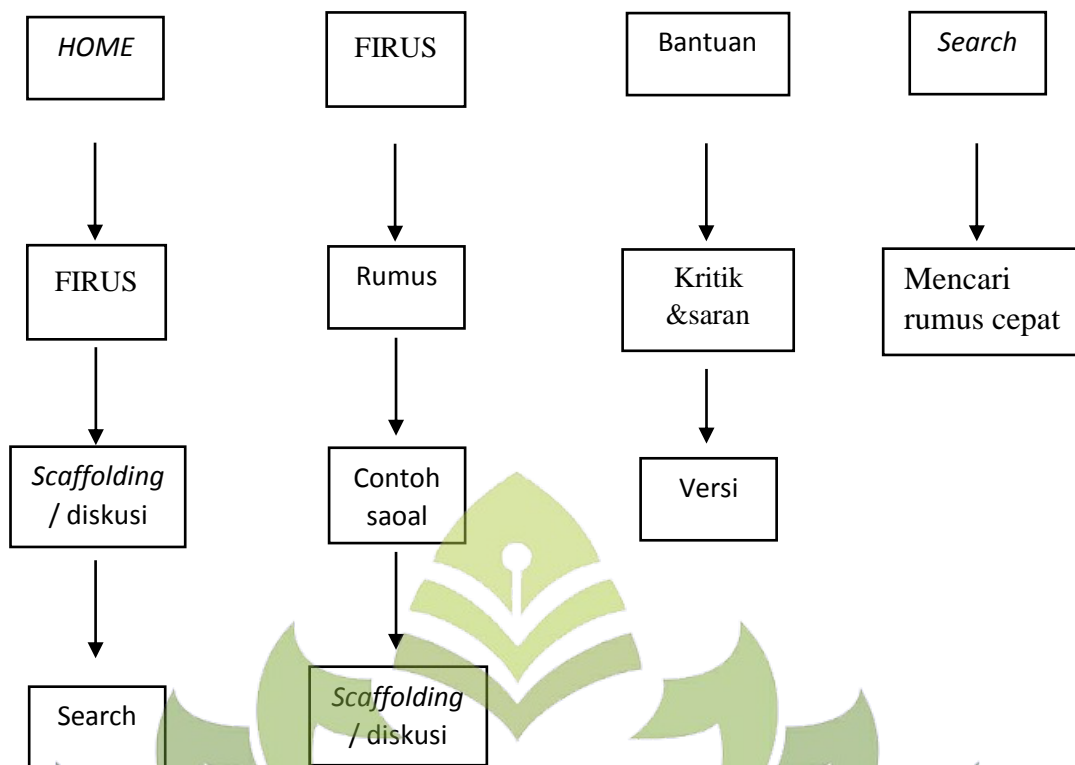 HOME
FIRUS
Bantuan
Search
FIRUS
Rumus
Kritik
&saran
Mencari
rumus cepat
Scaffolding
/ diskusi
Contoh
saoal
Versi
Search
Scaffolding
/ diskusi